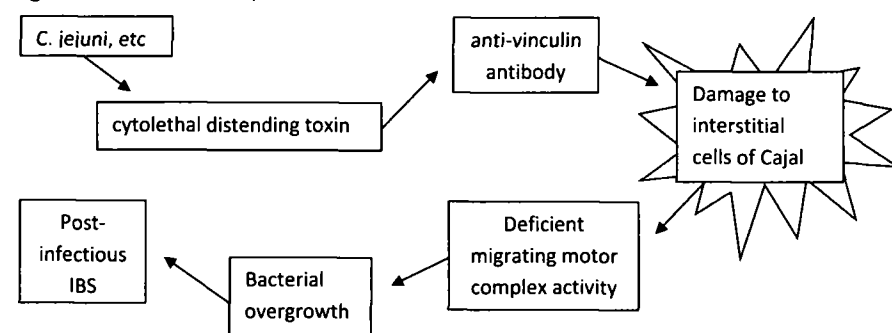 C. jejuni, etc
cytolethal distending toxin
anti-vinculin
antibody
Damage to
interstitial
cells of Cajal
Deficient
migrating motor
complex activity
Bacterial
overgrowth
Post-
infectious
IBS